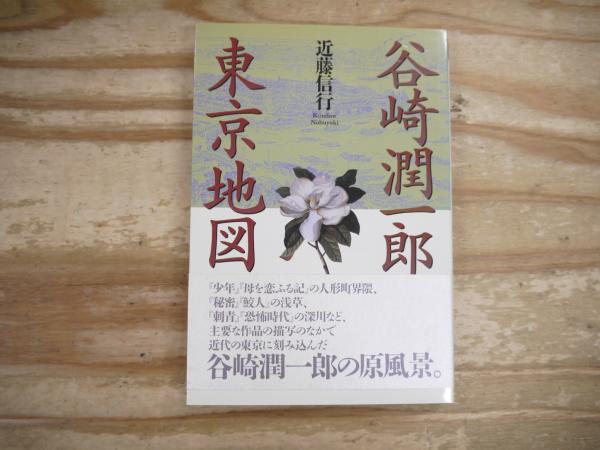 谷崎潤一郎
東京地図
近藤信行
Kondou
Nobuyuki
『少年』『母を恋ふる記』の人形町界隈、
『秘密』『鮫人』の浅草、
『刺青』『恐怖時代』の深川など、
主要な作品の描写のなかで
近代の東京に刻み込んだ
谷崎潤一郎の原風景。